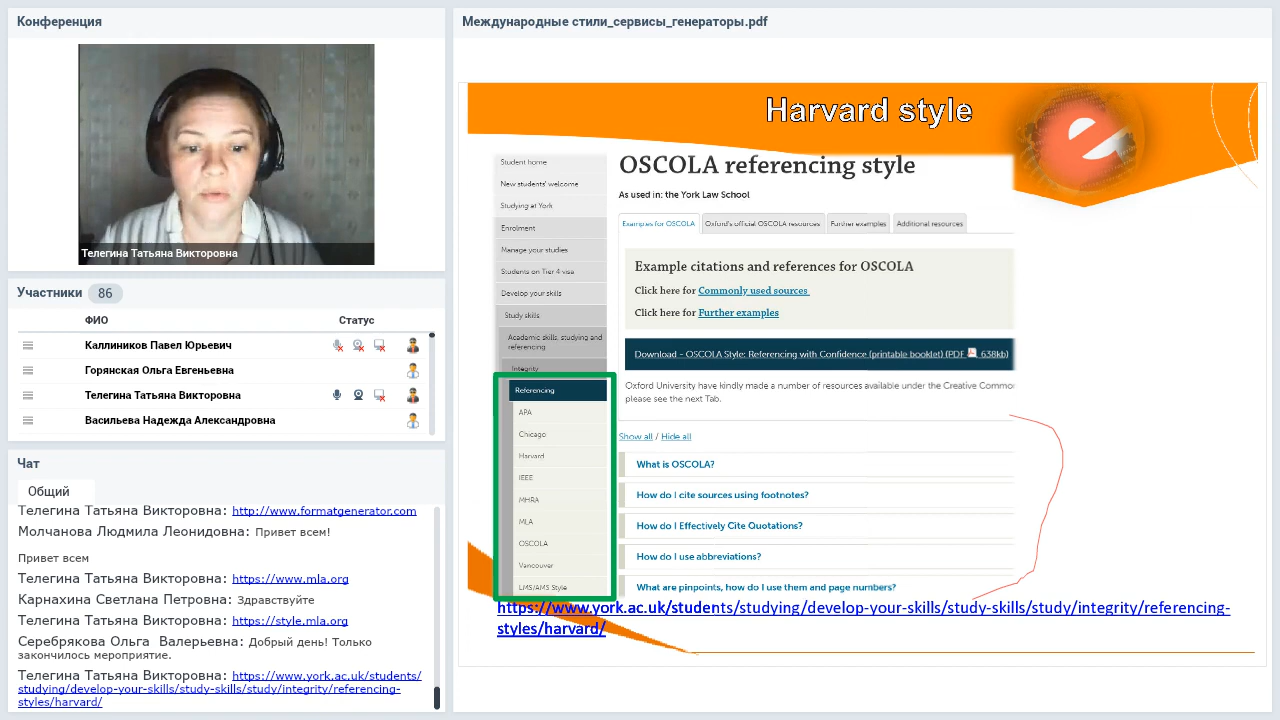 Конференция
Телегина Татьяна Викторовна
Участники 86
ФИО Статус
Каллиников Павел Юрьевич
Горянская Ольга Евгеньевна
Телегина Татьяна Викторовна
Васильева Надежда Александровна
Чат
Общий
Телегина Татьяна Викторовна: http://www.formatgenerator.com
Молчанова Людмила Леонидовна: Привет всем!
Привет всем
Телегина Татьяна Викторовна: https://www.mla.org
Карнахина Светлана Петровна: Здравствуйте
Телегина Татьяна Викторовна: https://style.mla.org
Серебрякова Ольга Валерьевна: Добрый день! Только
закончилось мероприятие.
Телегина Татьяна Викторовна: https://www.york.ac.uk/students/
studying/develop-your-skills/study-skills/study/integrity/referencing-
styles/harvard/
Международные стили_сервисы_генераторы.pdf
Harvard style
Student home
New students' welcome
Studying at York
Enrolment
Manage your studies
Students on Tier 4 visa
Develop your skills
Study skills
Academic skills, studying and
referencing
Integrity
Referencing
APA
Chicago
Harvard
IEEE
MHRA
MLA
OSCOLA
Vancouver
LMS/AMS Style
OSCOLA referencing style
As used in: the York Law School
Examples for OSCOLA Oxford's official OSCOLA resources Further examples Additional resources
Example citations and references for OSCOLA
Click here for Commonly used sources
Click here for Further examples
Download - OSCOLA Style: Referencing with Confidence (printable booklet) (PDF 638kb)
Oxford University have kindly made a number of resources available under the Creative Commo
please see the next Tab.
Show all / Hide all
What is OSCOLA?
How do I cite sources using footnotes?
How do I Effectively Cite Quotations?
How do I use abbreviations?
What are pinpoints, how do I use them and page numbers?
https://www.york.ac.uk/students/studying/develop-your-skills/study-skills/study/integrity/referencing-
styles/harvard/